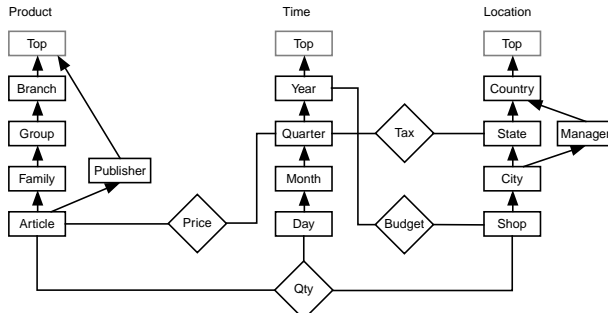 Product Time Location
Top Top Top
Branch Year Country
Group Quarter Tax State Manager
Publisher
Family Month City
Article Price Day Budget Shop
Qty